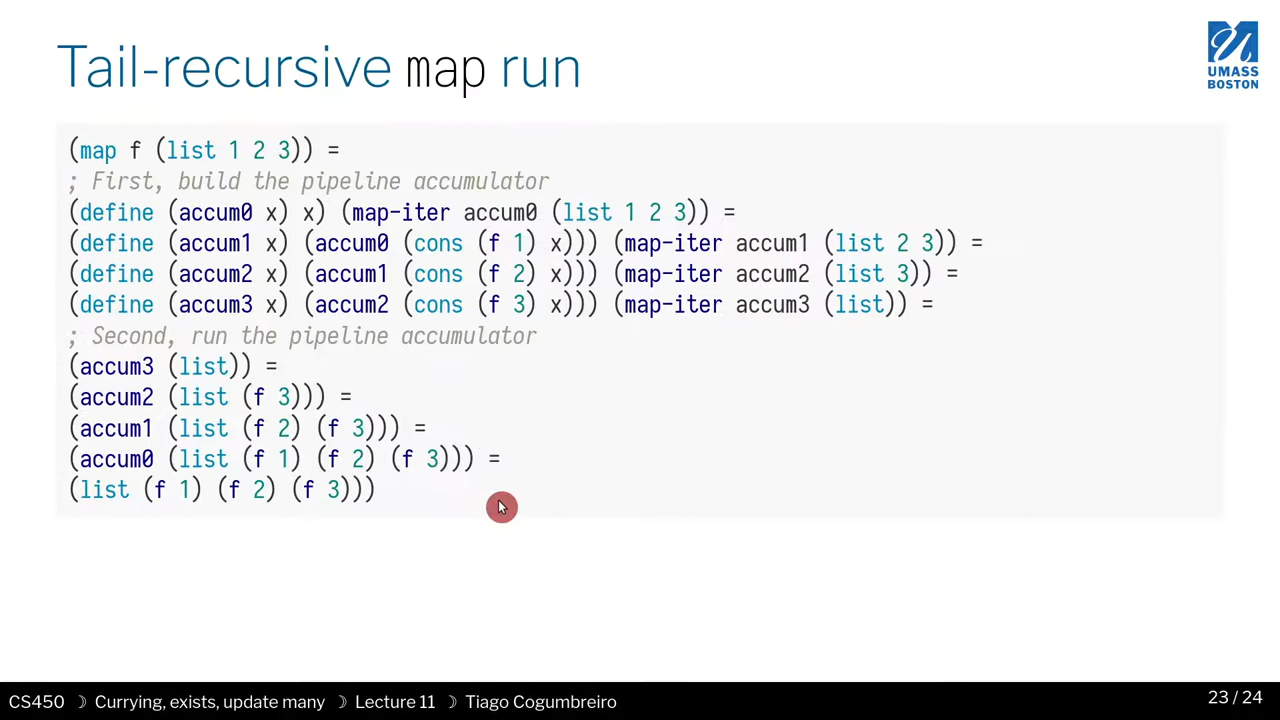 Tail-recursive map run
UMASS
BOSTON
(map f (list 1 2 3)) =
; First, build the pipeline accumulator
(define (accum0 x) x) (map-iter accum0 (list 1 2 3)) =
(define (accum1 x) (accum0 (cons (f 1) x))) (map-iter accum1 (list 2 3)) =
(define (accum2 x) (accum1 (cons (f 2) x))) (map-iter accum2 (list 3)) =
(define (accum3 x) (accum2 (cons (f 3) x))) (map-iter accum3 (list)) =
; Second, run the pipeline accumulator
(accum3 (list)) =
(accum2 (list (f 3))) =
(accum1 (list (f 2) (f 3))) =
(accum0 (list (f 1) (f 2) (f 3))) =
(list (f 1) (f 2) (f 3)))
CS450 ☽ Currying, exists, update many ☽ Lecture 11 ☽ Tiago Cogumbreiro
23 / 24